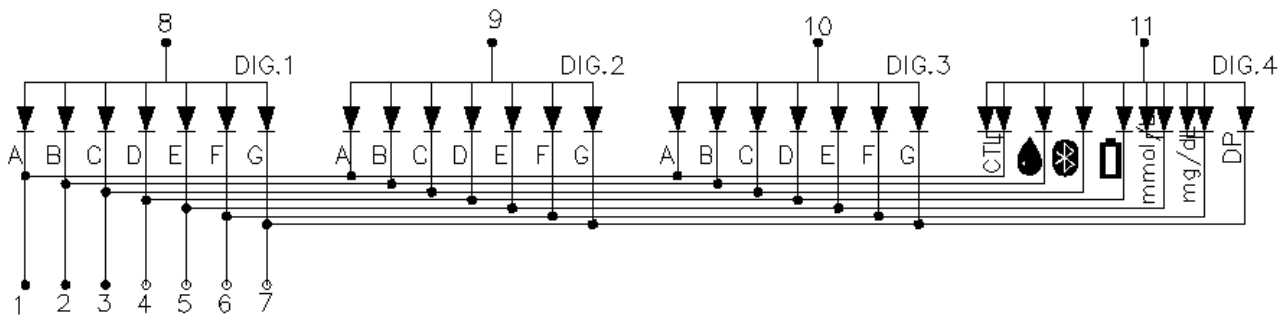 8 9 10 11
DIG.1 DIG.2 DIG.3 DIG.4
A B C D E F G A B C D E F G A B C D E F G CTL mmol/L mg/dL DP
1 2 3 4 5 6 7